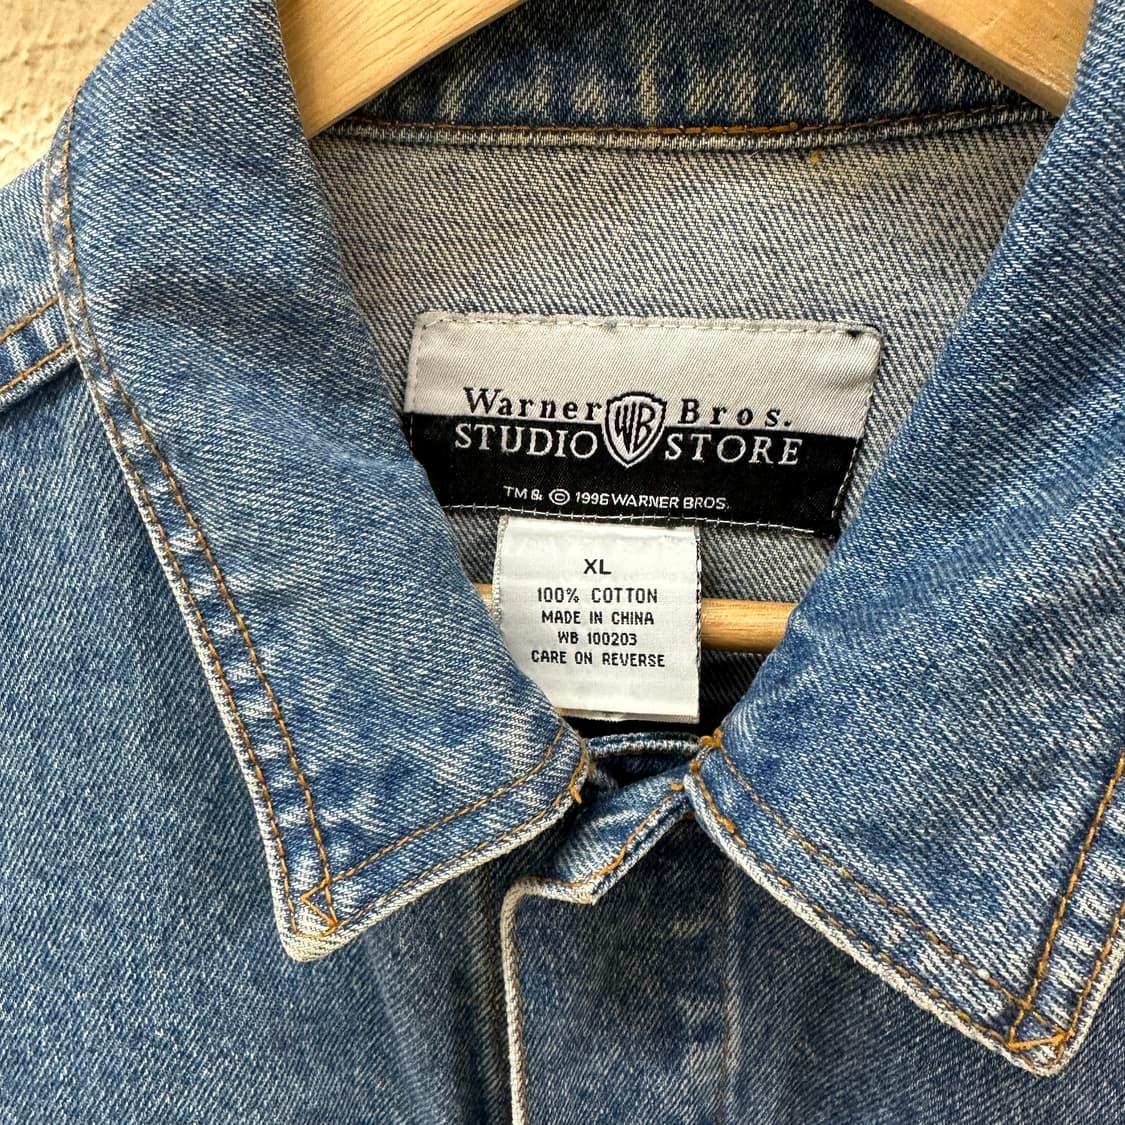 Warner WB Bros.
STUDIO STORE
TM & © 1996 WARNER BROS.
XL
100% COTTON
MADE IN CHINA
WB 100203
CARE ON REVERSE